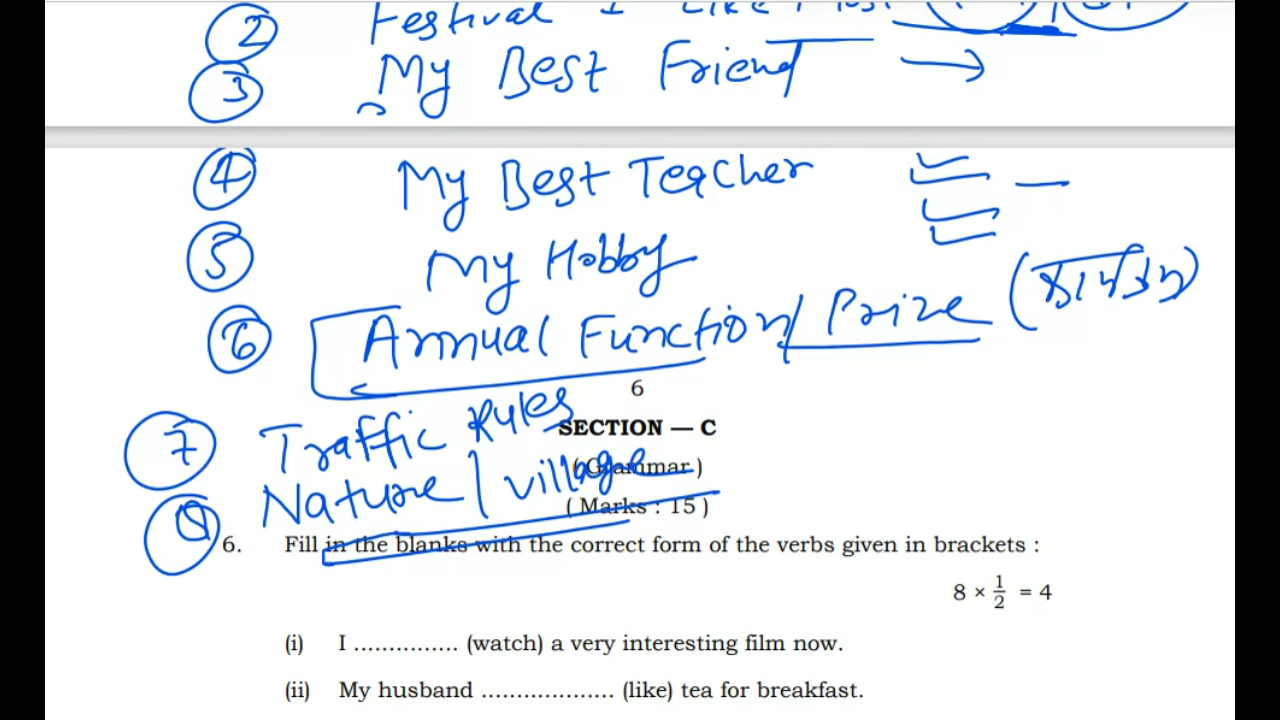 2 Festival I Like Most
3 My Best Friend →
4 My Best Teacher
5 My Hobby
6 Annual Function / Prize
6
7 Traffic Rules
SECTION — C
( Grammar )
8 Nature / village
( Marks : 15 )
6. Fill in the blanks with the correct form of the verbs given in brackets :
8 × 1/2 = 4
(i) I ............... (watch) a very interesting film now.
(ii) My husband ................... (like) tea for breakfast.